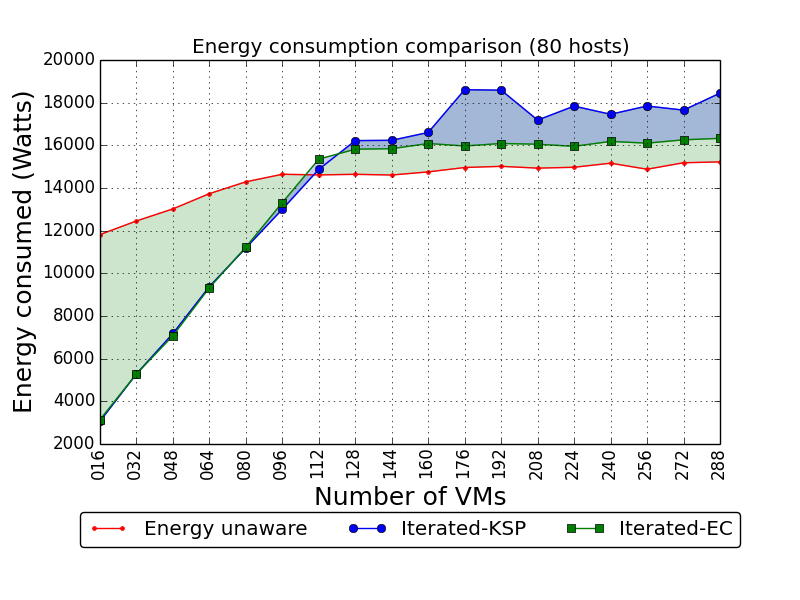 Energy consumption comparison (80 hosts)
20000
18000
16000
14000
12000
10000
8000
6000
4000
2000
Energy consumed (Watts)
016 032 048 064 080 096 112 128 144 160 176 192 208 224 240 256 272 288
Number of VMs
Energy unaware Iterated-KSP Iterated-EC